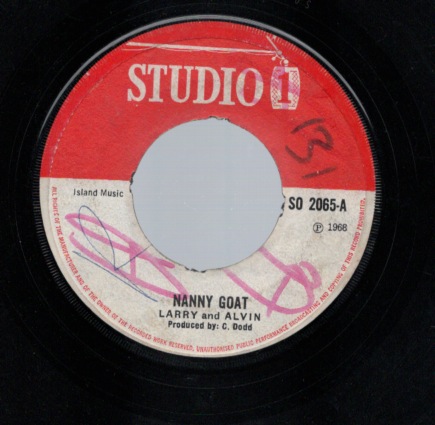 STUDIO 1
131
Island Music
SO 2065-A
℗ 1968
NANNY GOAT
LARRY and ALVIN
Produced by: C. Dodd
ALL RIGHTS OF THE MANUFACTURER AND OF THE OWNER OF THE RECORDED WORK RESERVED. UNAUTHORISED PUBLIC PERFORMANCE BROADCASTING AND COPYING OF THIS RECORD PROHIBITED.